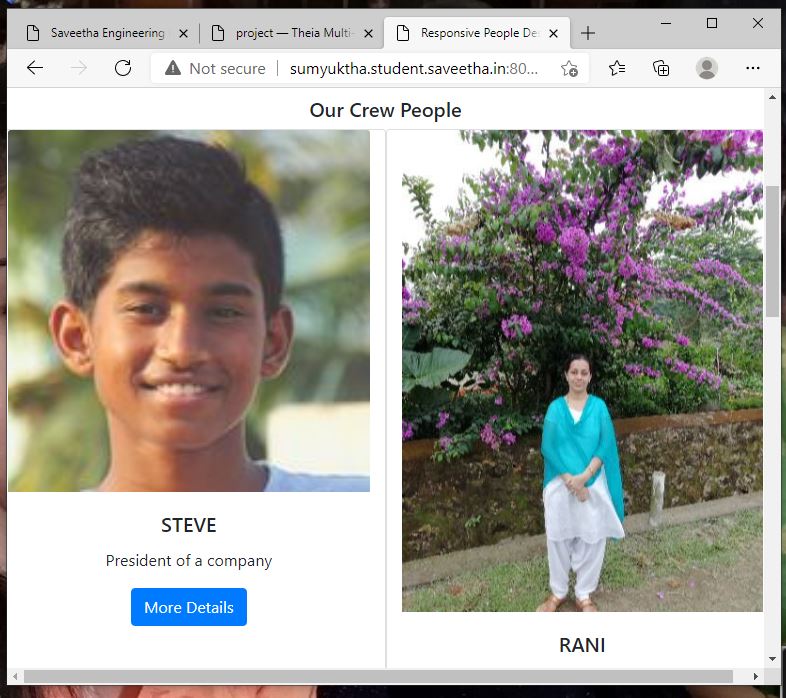 Saveetha Engineering
project — Theia Multi-
Responsive People De
Not secure
sumyuktha.student.saveetha.in:80...
Our Crew People
STEVE
President of a company
More Details
RANI